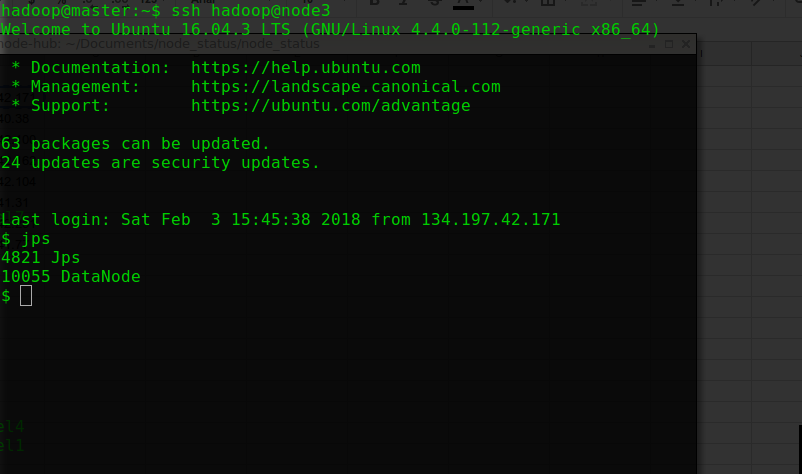 hadoop@master:~$ ssh hadoop@node3
Welcome to Ubuntu 16.04.3 LTS (GNU/Linux 4.4.0-112-generic x86_64)
node-hub: ~/Documents/node_status/node_status
* Documentation: https://help.ubuntu.com
* Management: https://landscape.canonical.com
* Support: https://ubuntu.com/advantage
63 packages can be updated.
24 updates are security updates.
Last login: Sat Feb 3 15:45:38 2018 from 134.197.42.171
$ jps
4821 Jps
10055 DataNode
$
el4
el1